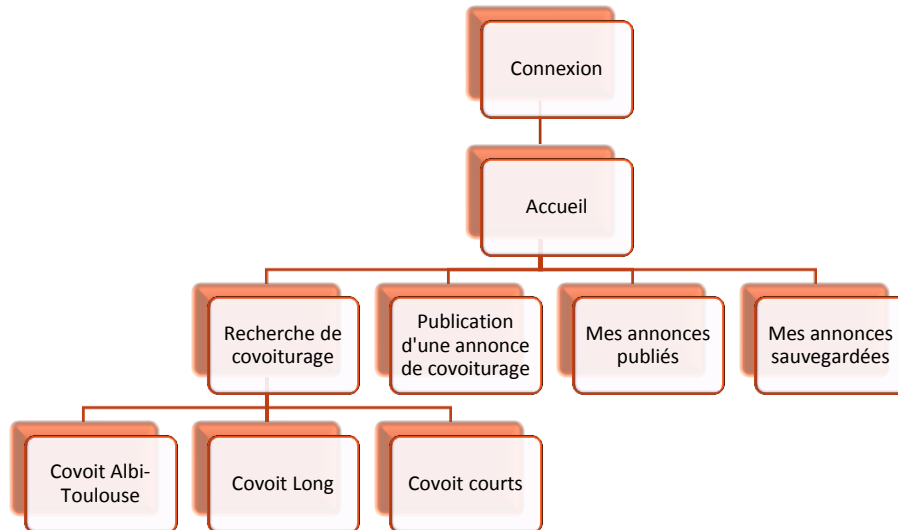 Connexion
Accueil
Recherche de
covoiturage
Publication
d'une annonce
de covoiturage
Mes annonces
publiés
Mes annonces
sauvegardées
Covoit Albi-
Toulouse
Covoit Long
Covoit courts